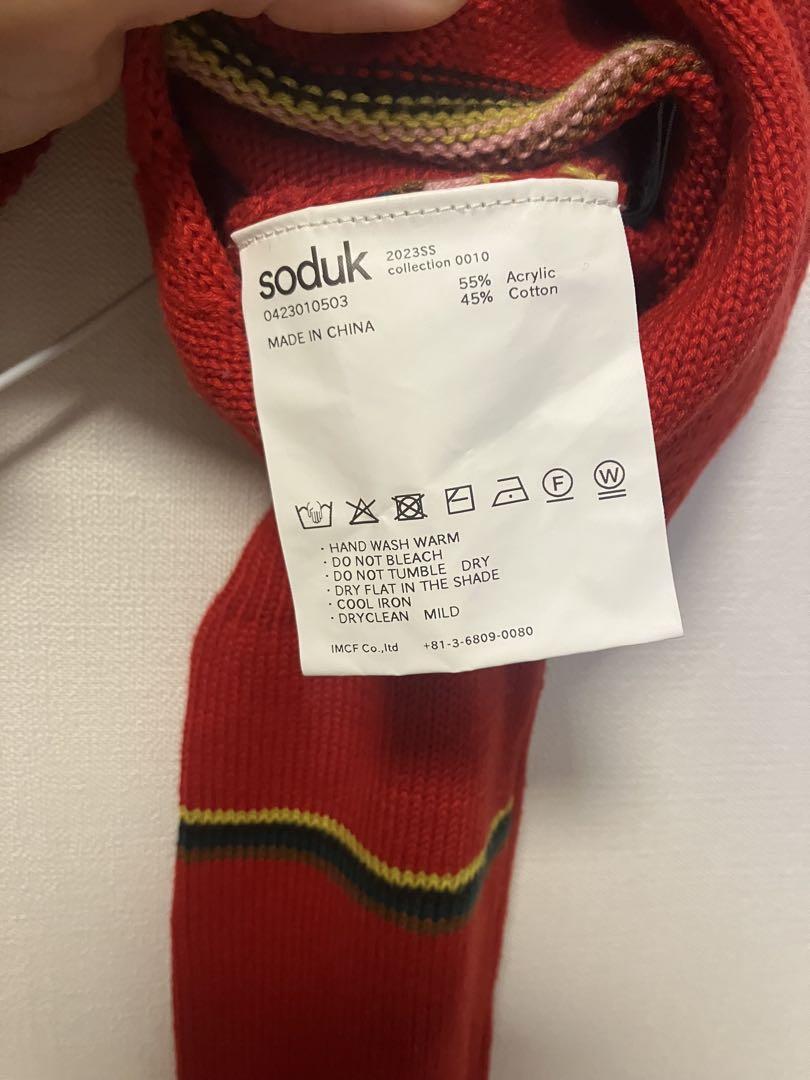 soduk
2023SS
collection 0010
0423010503
55% Acrylic
45% Cotton
MADE IN CHINA
F
W
· HAND WASH WARM
· DO NOT BLEACH
· DO NOT TUMBLE DRY
· DRY FLAT IN THE SHADE
· COOL IRON
· DRYCLEAN MILD
IMCF Co.,ltd +81-3-6809-0080